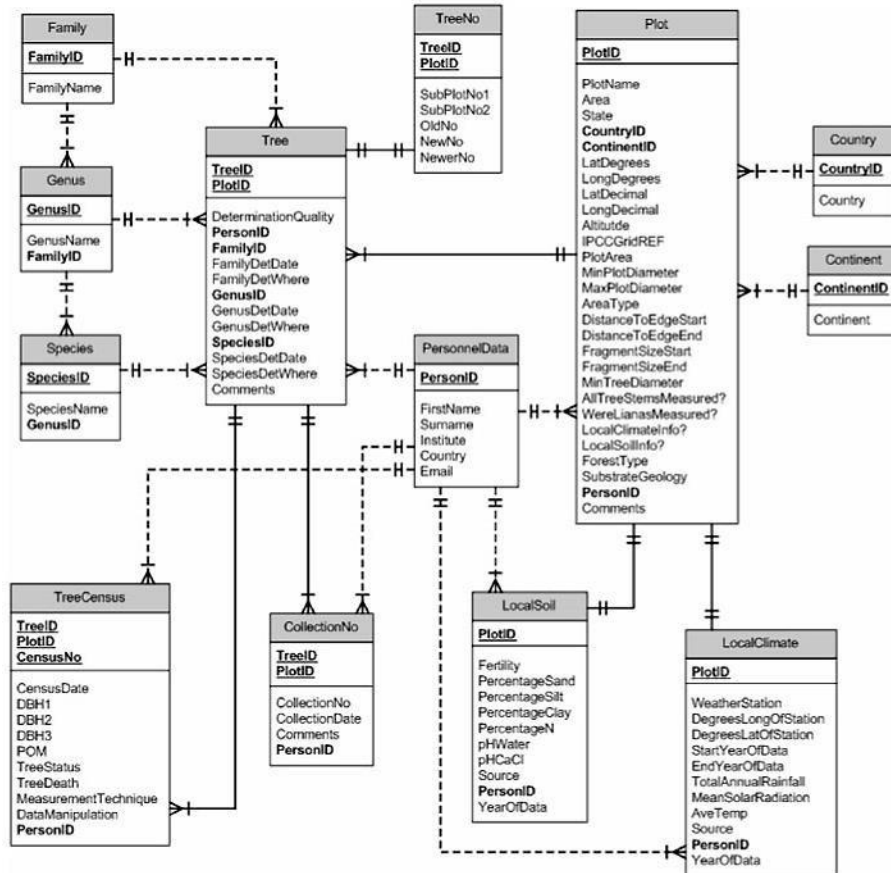 Family
FamilyID
FamilyName
Genus
GenusID
GenusName
FamilyID
Species
SpeciesID
SpeciesName
GenusID
Tree
TreeID
PlotID
DeterminationQuality
PersonID
FamilyID
FamilyDetDate
FamilyDetWhere
GenusID
GenusDetDate
GenusDetWhere
SpeciesID
SpeciesDetDate
SpeciesDetWhere
Comments
TreeNo
TreeID
PlotID
SubPlotNo1
SubPlotNo2
OldNo
NewNo
NewerNo
PersonnelData
PersonID
FirstName
Surname
Institute
Country
Email
Plot
PlotID
PlotName
Area
State
CountryID
ContinentID
LatDegrees
LongDegrees
LatDecimal
LongDecimal
Altitutde
IPCCGridREF
PlotArea
MinPlotDiameter
MaxPlotDiameter
AreaType
DistanceToEdgeStart
DistanceToEdgeEnd
FragmentSizeStart
FragmentSizeEnd
MinTreeDiameter
AllTreeStemsMeasured?
WereLianasMeasured?
LocalClimateInfo?
LocalSoilInfo?
ForestType
SubstrateGeology
PersonID
Comments
Country
CountryID
Country
Continent
ContinentID
Continent
TreeCensus
TreeID
PlotID
CensusNo
CensusDate
DBH1
DBH2
DBH3
POM
TreeStatus
TreeDeath
MeasurementTechnique
DataManipulation
PersonID
CollectionNo
TreeID
PlotID
CollectionNo
CollectionDate
Comments
PersonID
LocalSoil
PlotID
Fertility
PercentageSand
PercentageSilt
PercentageClay
PercentageN
pHWater
pHCaCl
Source
PersonID
YearOfData
LocalClimate
PlotID
WeatherStation
DegreesLongOfStation
DegreesLatOfStation
StartYearOfData
EndYearOfData
TotalAnnualRainfall
MeanSolarRadiation
AveTemp
Source
PersonID
YearOfData